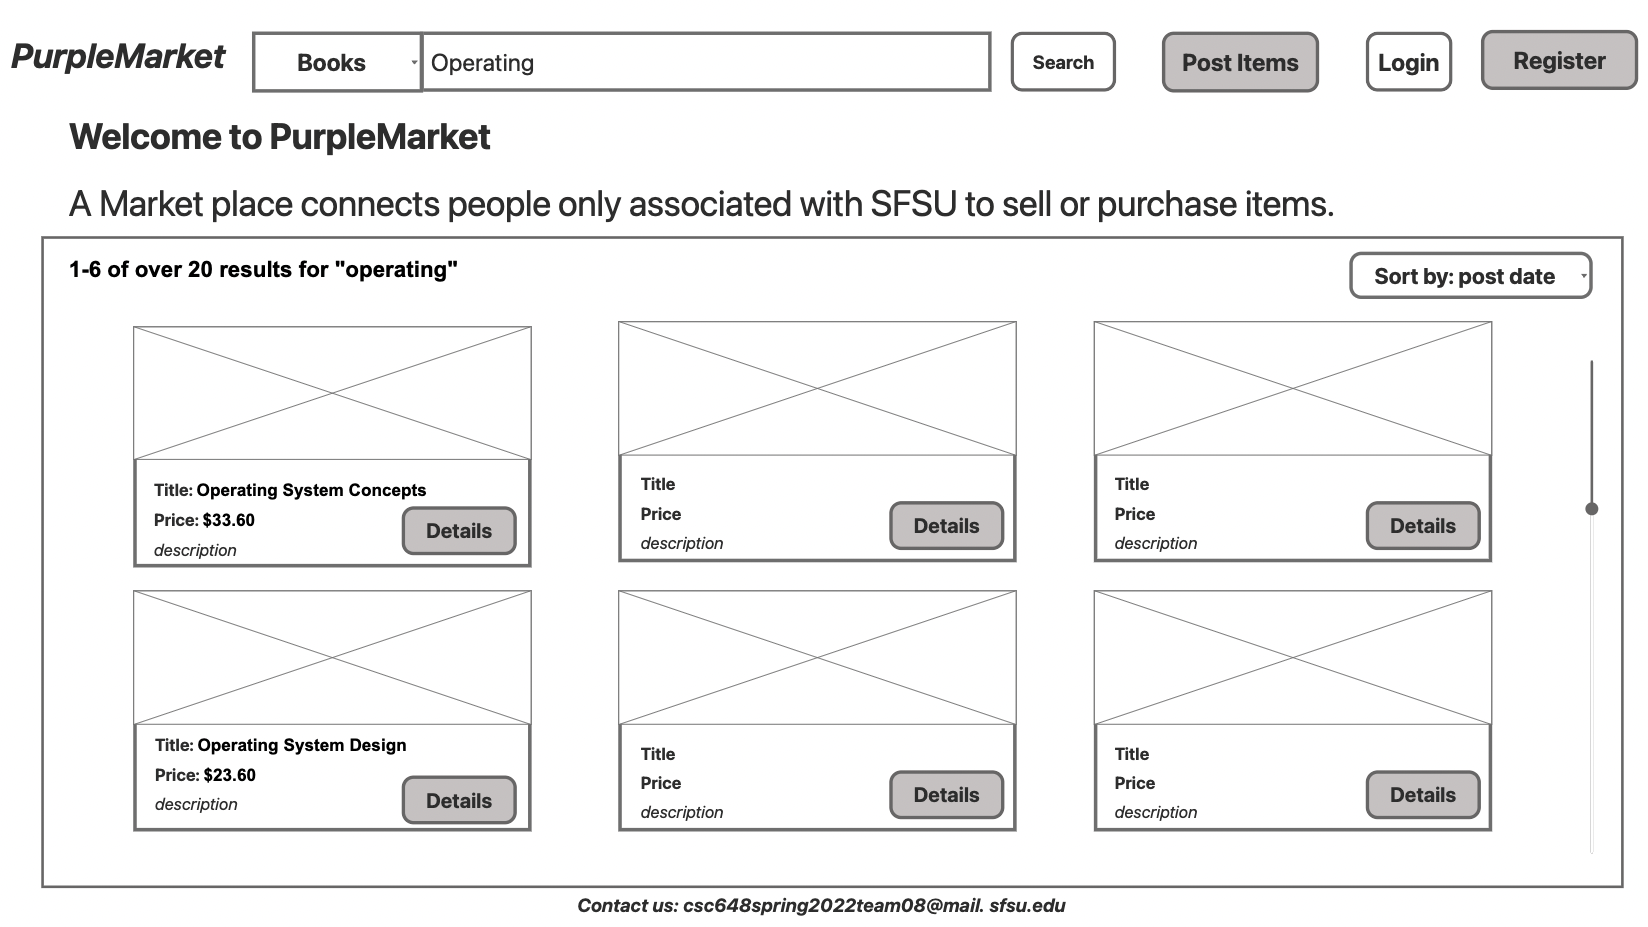 PurpleMarket
Books
Operating
Search
Post Items
Login
Register
Welcome to PurpleMarket
A Market place connects people only associated with SFSU to sell or purchase items.
1-6 of over 20 results for "operating"
Sort by: post date
Title: Operating System Concepts
Price: $33.60
description
Details
Title
Price
description
Details
Title
Price
description
Details
Title: Operating System Design
Price: $23.60
description
Details
Title
Price
description
Details
Title
Price
description
Details
Contact us: csc648spring2022team08@mail. sfsu.edu